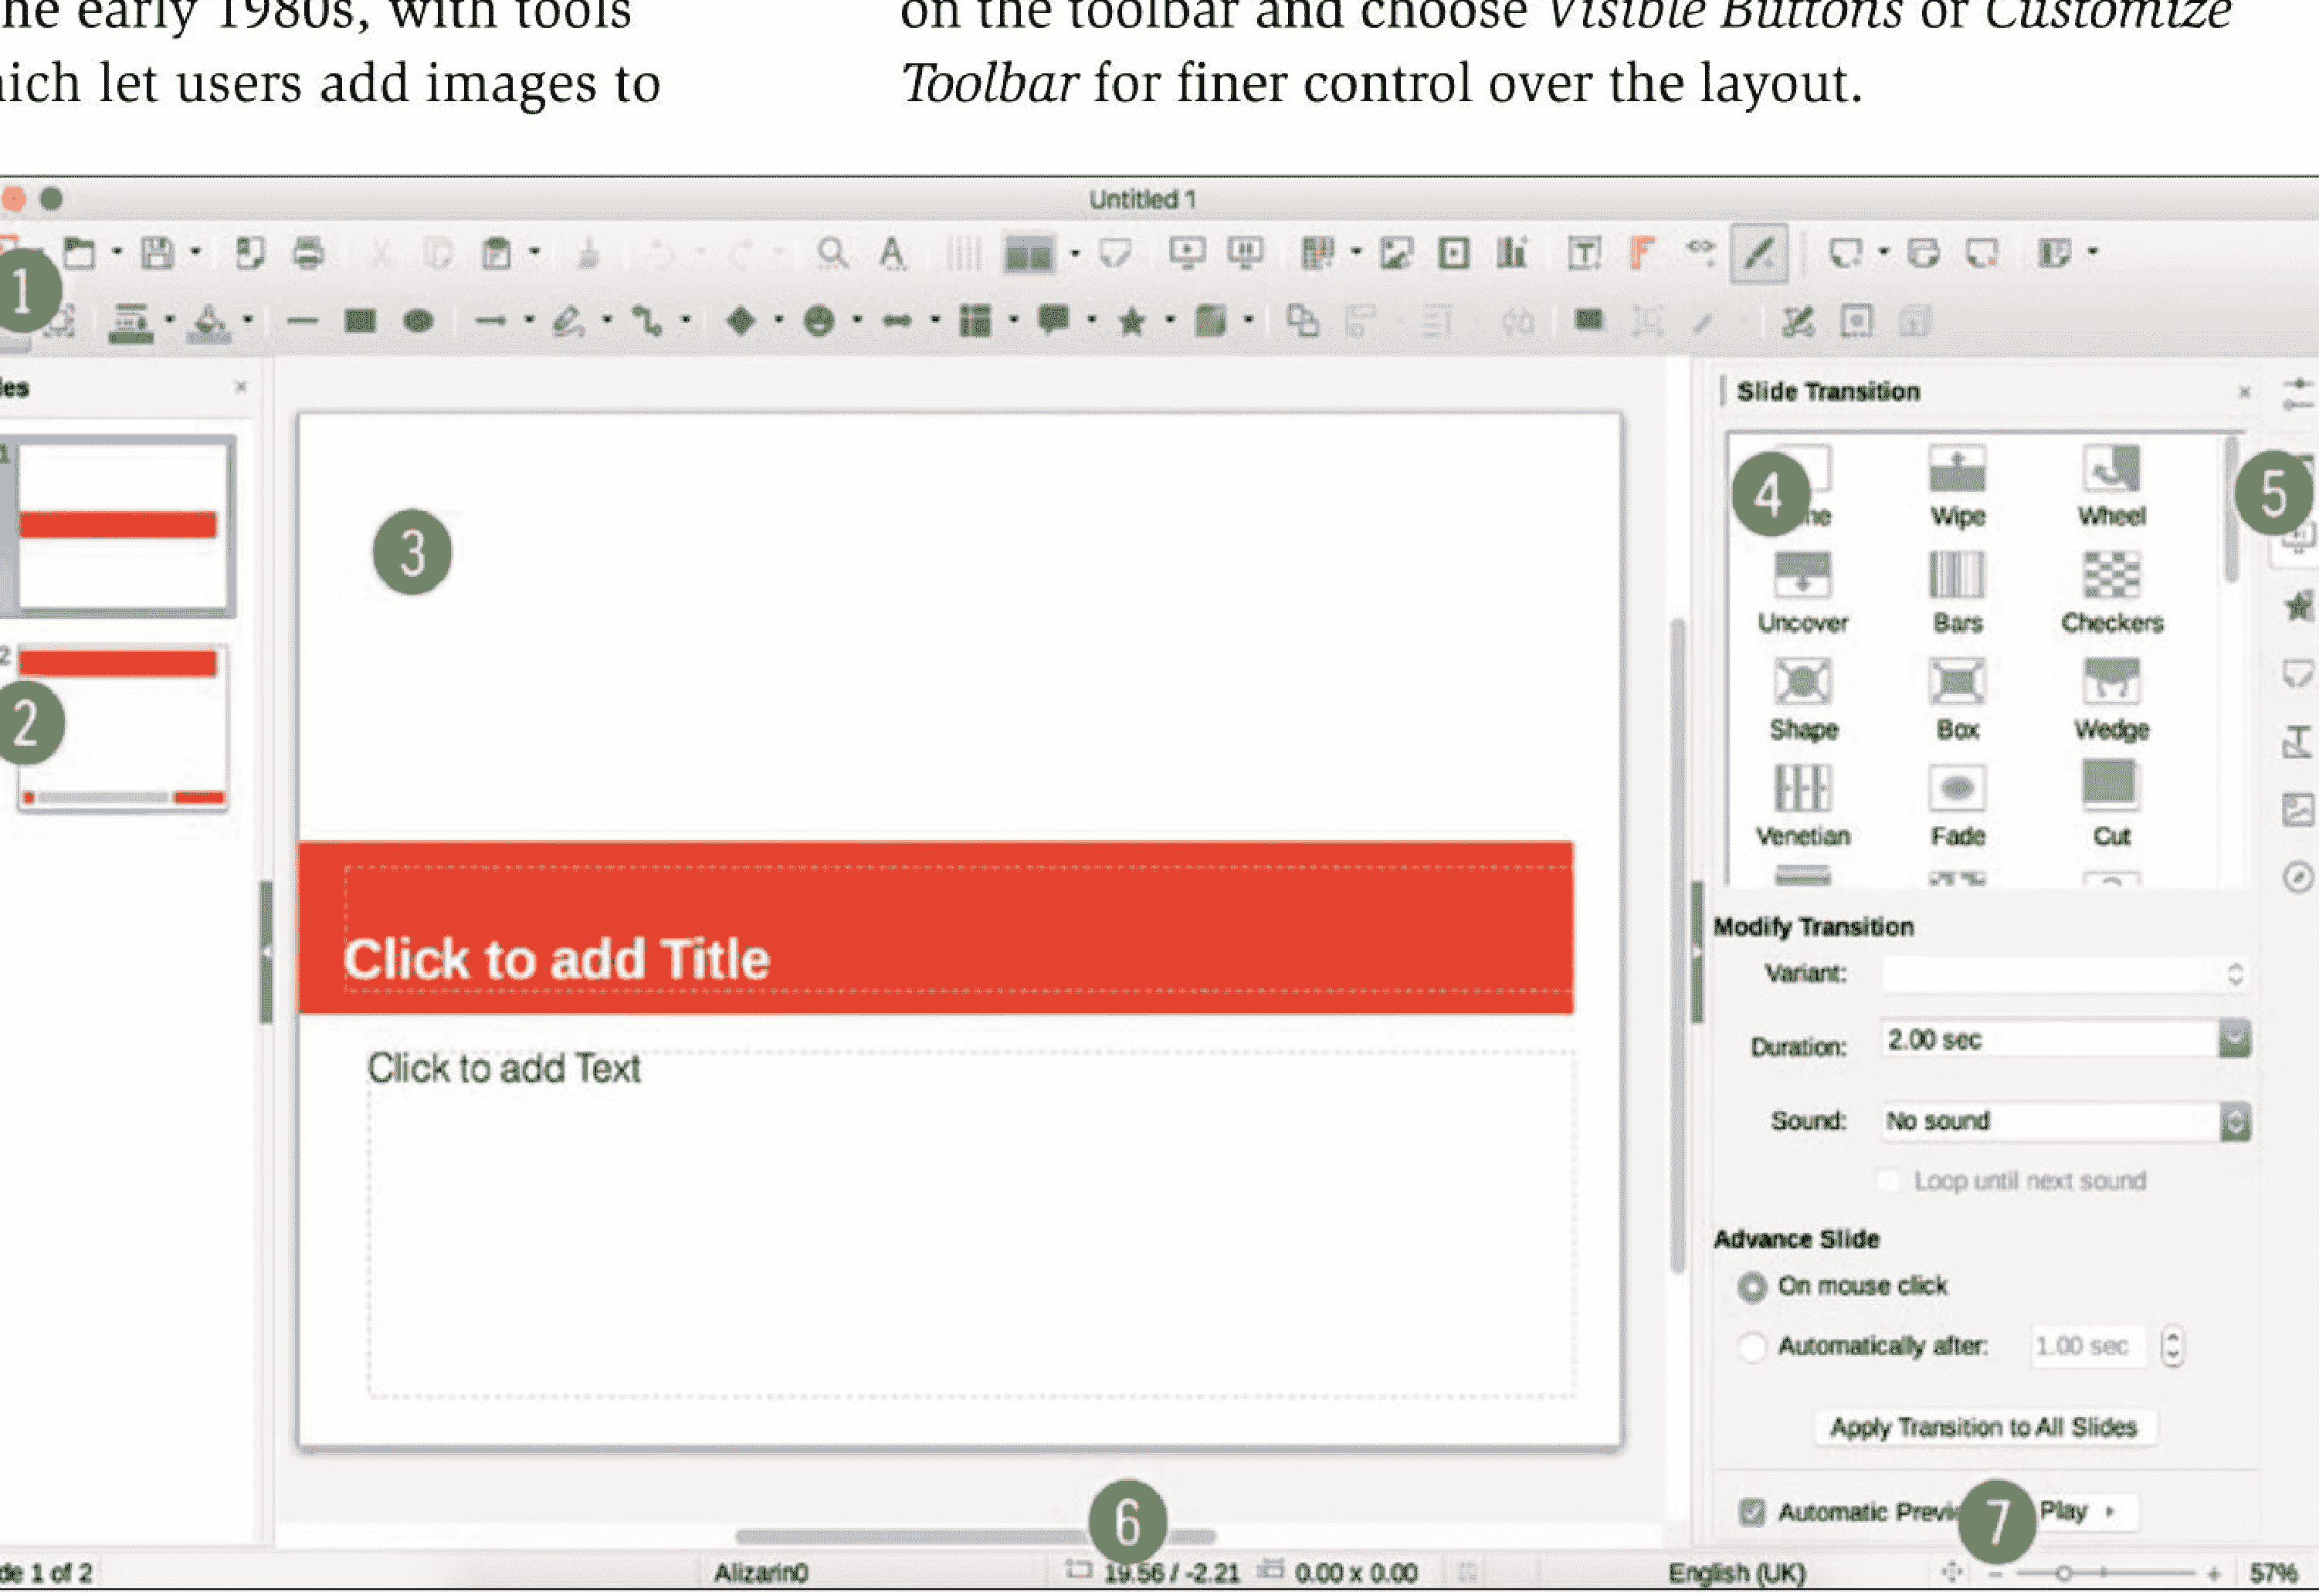 he early 1980s, with tools
ich let users add images to
on the toolbar and choose Visible Buttons or Customize
Toolbar for finer control over the layout.
Untitled 1
1
es
1
2
2
3
Click to add Title
Click to add Text
Slide Transition
4
5
Wipe
Wheel
Uncover
Bars
Checkers
Shape
Box
Wedge
Venetian
Fade
Cut
Modify Transition
Variant:
Duration: 2.00 sec
Sound: No sound
Loop until next sound
Advance Slide
On mouse click
Automatically after: 1.00 sec
Apply Transition to All Slides
Automatic Previ
7
Play
6
de 1 of 2
Alizarin0
19.56 / -2.21
0.00 x 0.00
English (UK)
57%